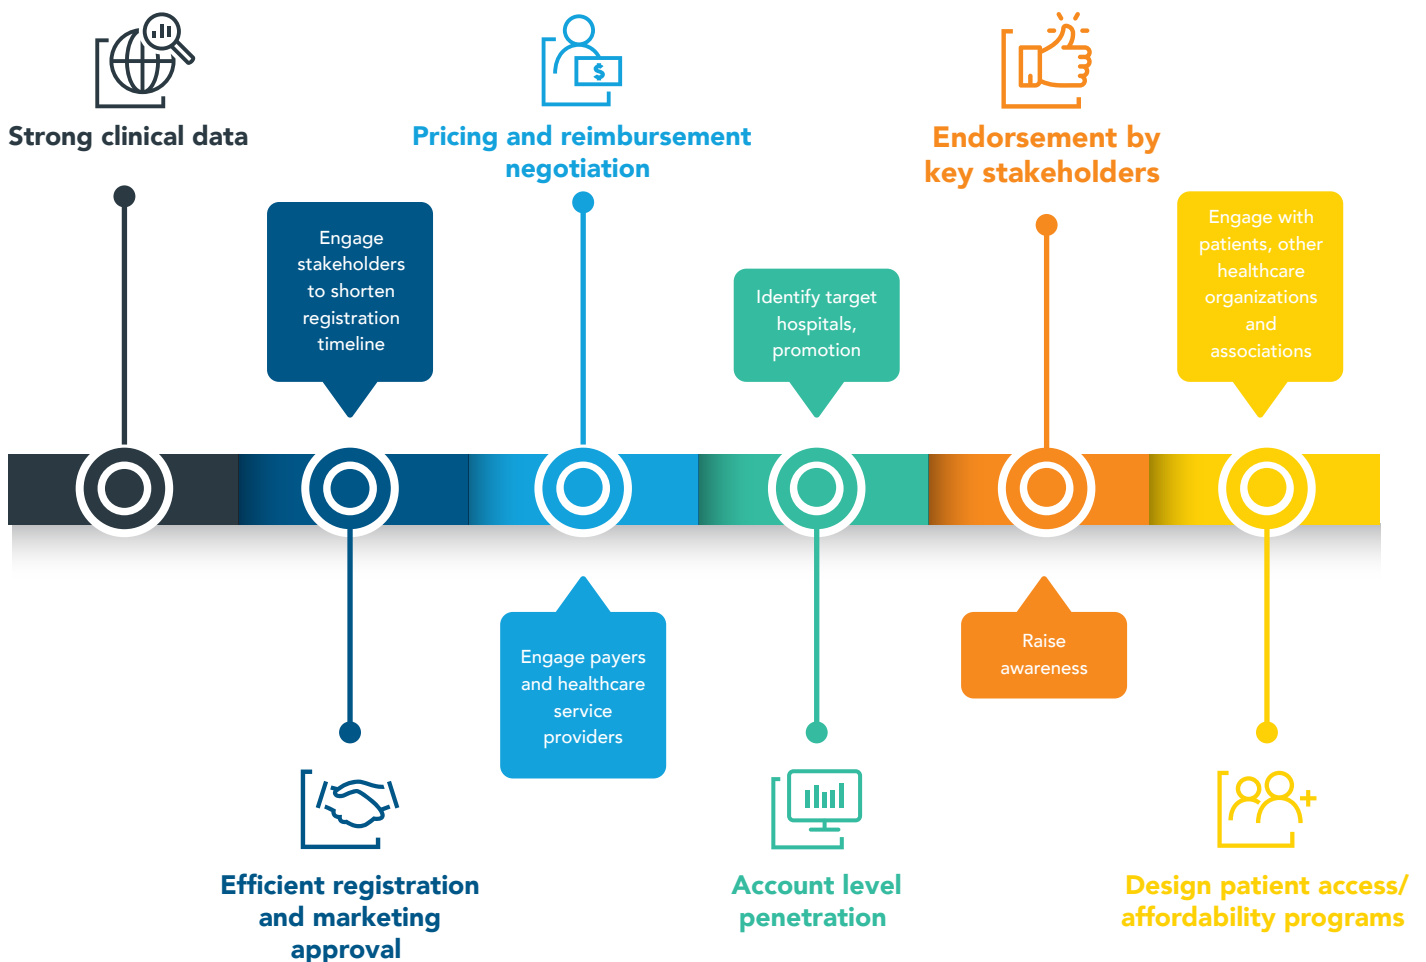 Strong clinical data
Pricing and reimbursement
negotiation
Endorsement by
key stakeholders
Engage
stakeholders
to shorten
registration
timeline
Identify target
hospitals,
promotion
Engage with
patients, other
healthcare
organizations
and
associations
Engage payers
and healthcare
service
providers
Raise
awareness
Efficient registration
and marketing
approval
Account level
penetration
Design patient access/
affordability programs
$